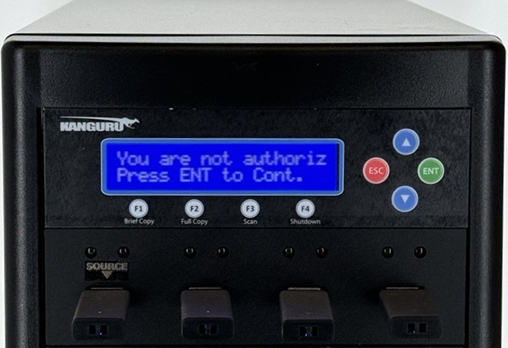 KANGURU
You are not authoriz
Press ENT to Cont.
ESC
ENT
F1
F2
F3
F4
Brief Copy
Full Copy
Scan
Shutdown
SOURCE